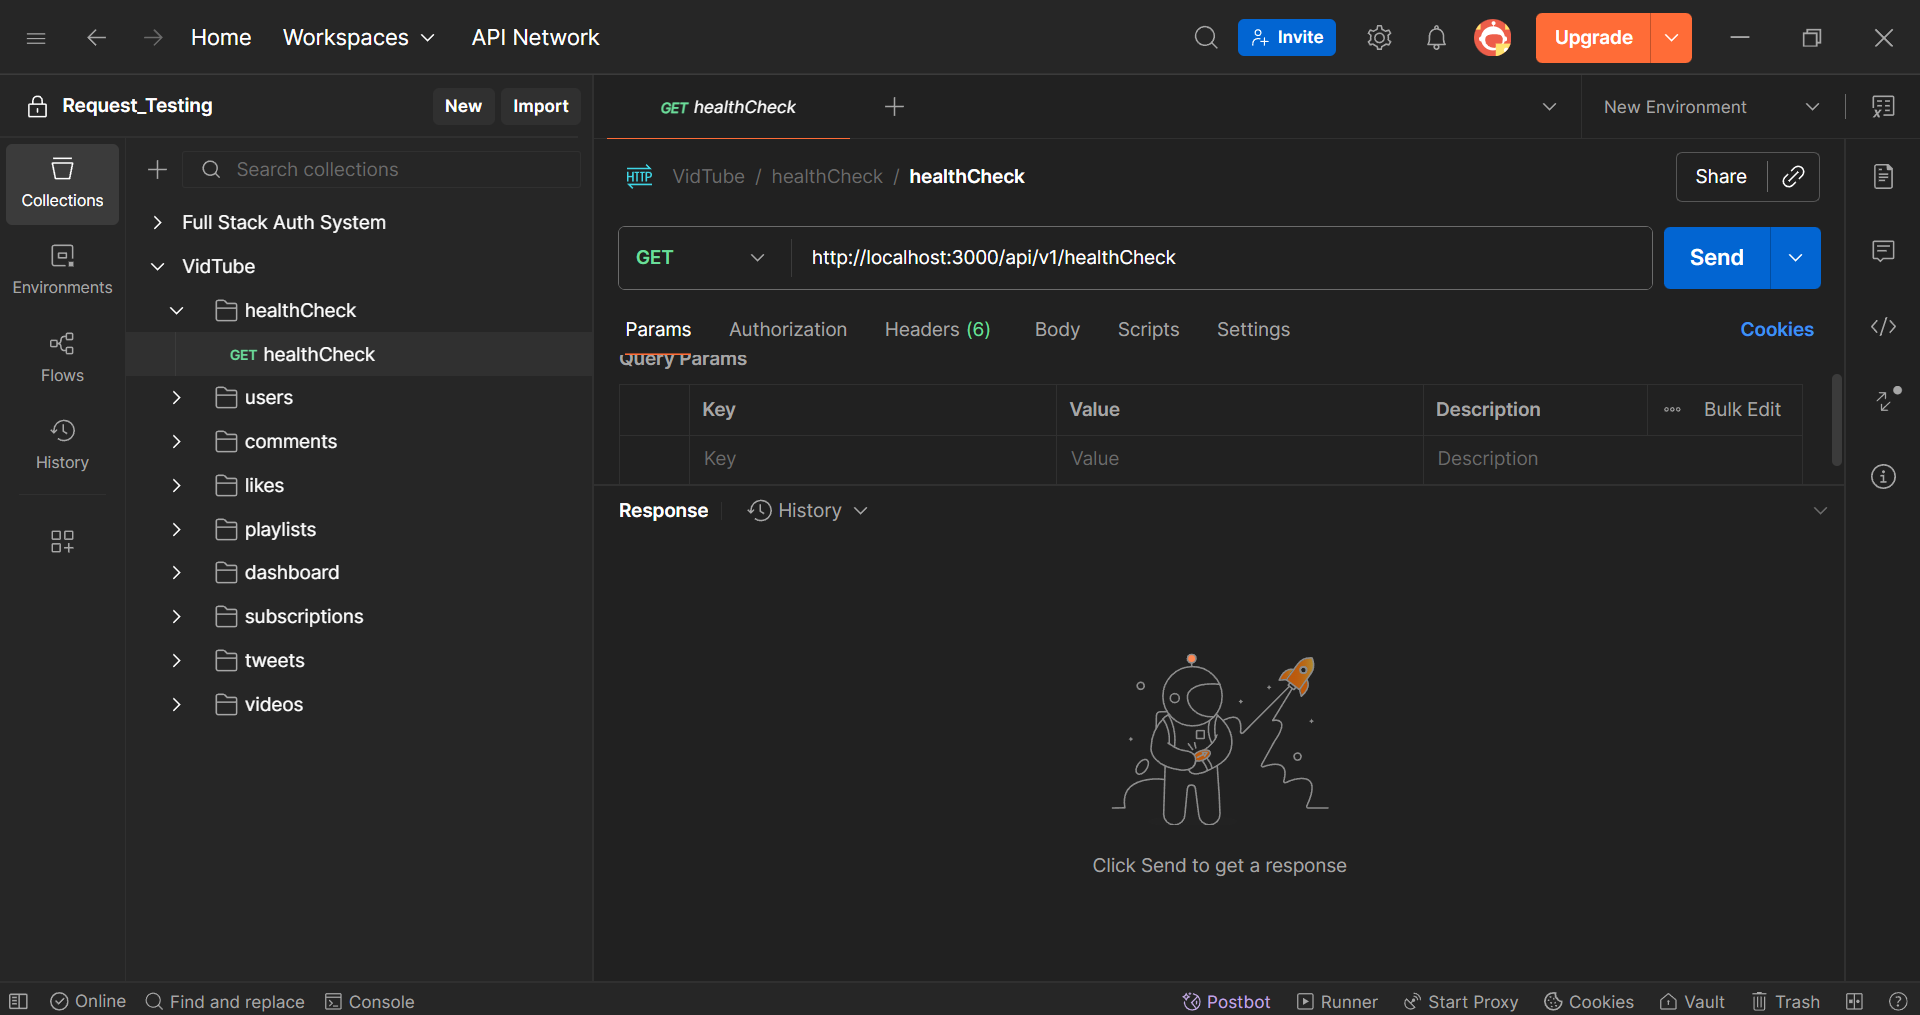 Home Workspaces API Network Invite Upgrade
Request_Testing New Import
GET healthCheck New Environment
Collections
Environments
Flows
History
Search collections
Full Stack Auth System
VidTube
healthCheck
GET healthCheck
users
comments
likes
playlists
dashboard
subscriptions
tweets
videos
HTTP VidTube / healthCheck / healthCheck Share
GET http://localhost:3000/api/v1/healthCheck Send
Params Authorization Headers (6) Body Scripts Settings Cookies
Query Params
Key Value Description Bulk Edit
Key Value Description
Response History
Click Send to get a response
Online Find and replace Console Postbot Runner Start Proxy Cookies Vault Trash